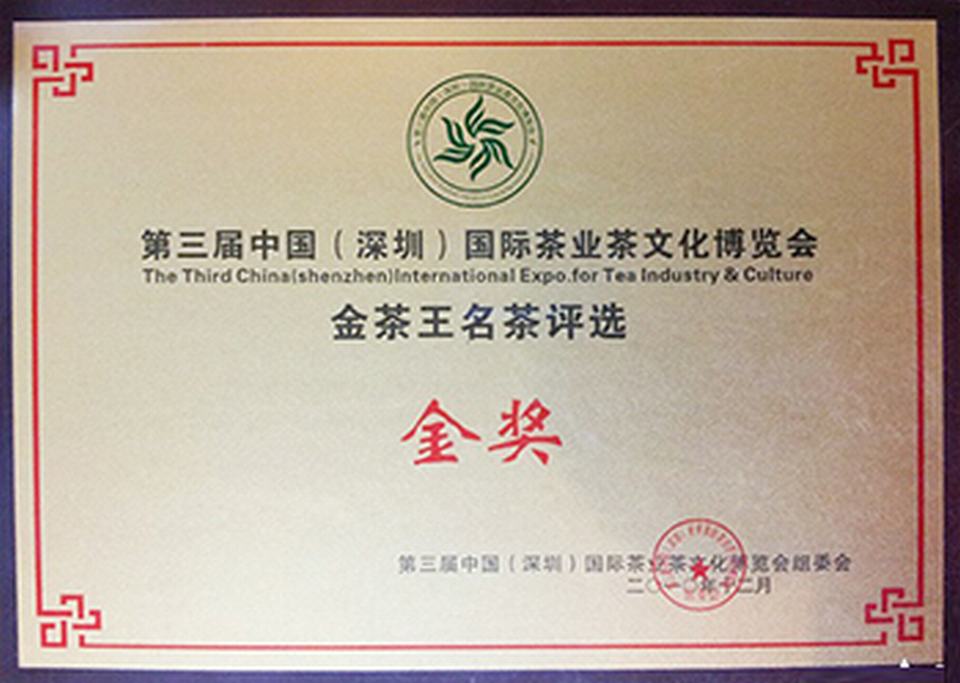 第三届中国（深圳）国际茶业茶文化博览会
The Third China(shenzhen)International Expo.for Tea Industry & Culture
金茶王名茶评选
金奖
第三届中国（深圳）国际茶业茶文化博览会组委会
二〇一〇年十二月